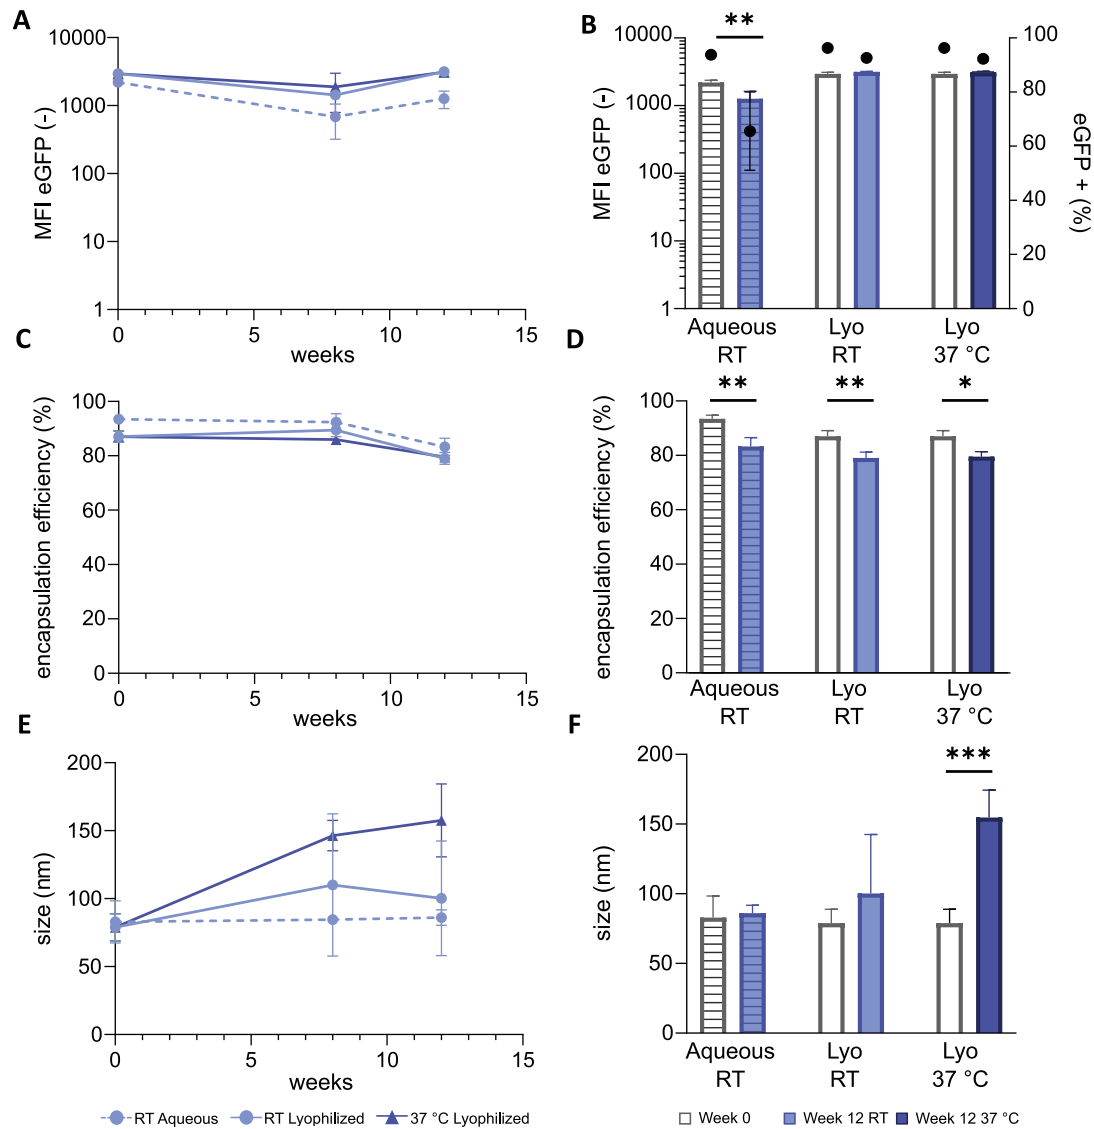 A
MFI eGFP (-)
10000
1000
100
10
1
0
5
10
15
weeks
B
**
MFI eGFP (-)
10000
1000
100
10
1
100
80
60
40
20
0
eGFP + (%)
Aqueous
RT
Lyo
RT
Lyo
37 °C
C
encapsulation efficiency (%)
100
80
60
40
20
0
0
5
10
15
weeks
D
**
**
*
encapsulation efficiency (%)
100
80
60
40
20
0
Aqueous
RT
Lyo
RT
Lyo
37 °C
E
size (nm)
200
150
100
50
0
0
5
10
15
weeks
F
***
size (nm)
200
150
100
50
0
Aqueous
RT
Lyo
RT
Lyo
37 °C
RT Aqueous RT Lyophilized 37 °C Lyophilized
Week 0 Week 12 RT Week 12 37 °C